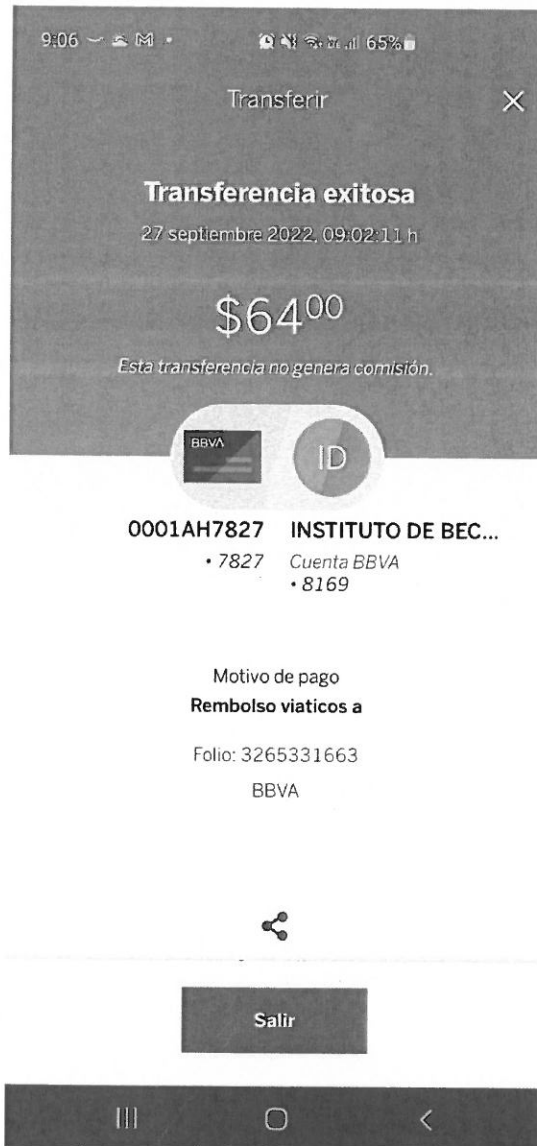 9:06
65%
Transferir
Transferencia exitosa
27 septiembre 2022, 09:02:11 h
$64⁰⁰
Esta transferencia no genera comisión.
BBVA
ID
0001AH7827 INSTITUTO DE BEC...
• 7827 Cuenta BBVA
• 8169
Motivo de pago
Rembolso viaticos a
Folio: 3265331663
BBVA
Salir